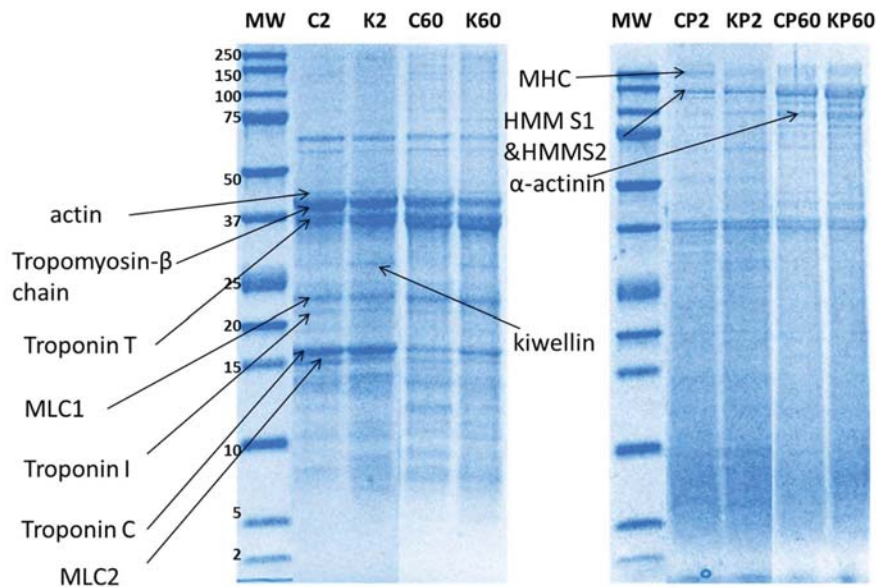 MW C2 K2 C60 K60
MW CP2 KP2 CP60 KP60
250
150
100
75
50
37
25
20
15
10
5
2
actin
Tropomyosin-β
chain
Troponin T
MLC1
Troponin I
Troponin C
MLC2
kiwellin
MHC
HMM S1
&HMMS2
α-actinin